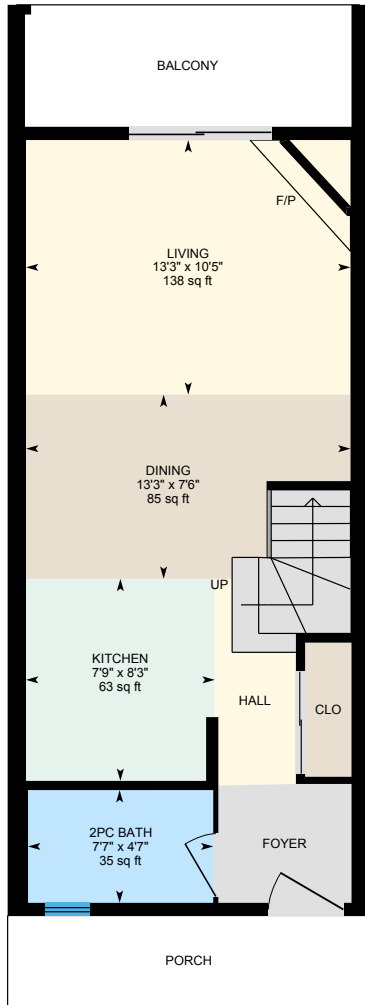 BALCONY
F/P
LIVING
13'3" x 10'5"
138 sq ft
DINING
13'3" x 7'6"
85 sq ft
UP
KITCHEN
7'9" x 8'3"
63 sq ft
HALL
CLO
2PC BATH
7'7" x 4'7"
35 sq ft
FOYER
PORCH